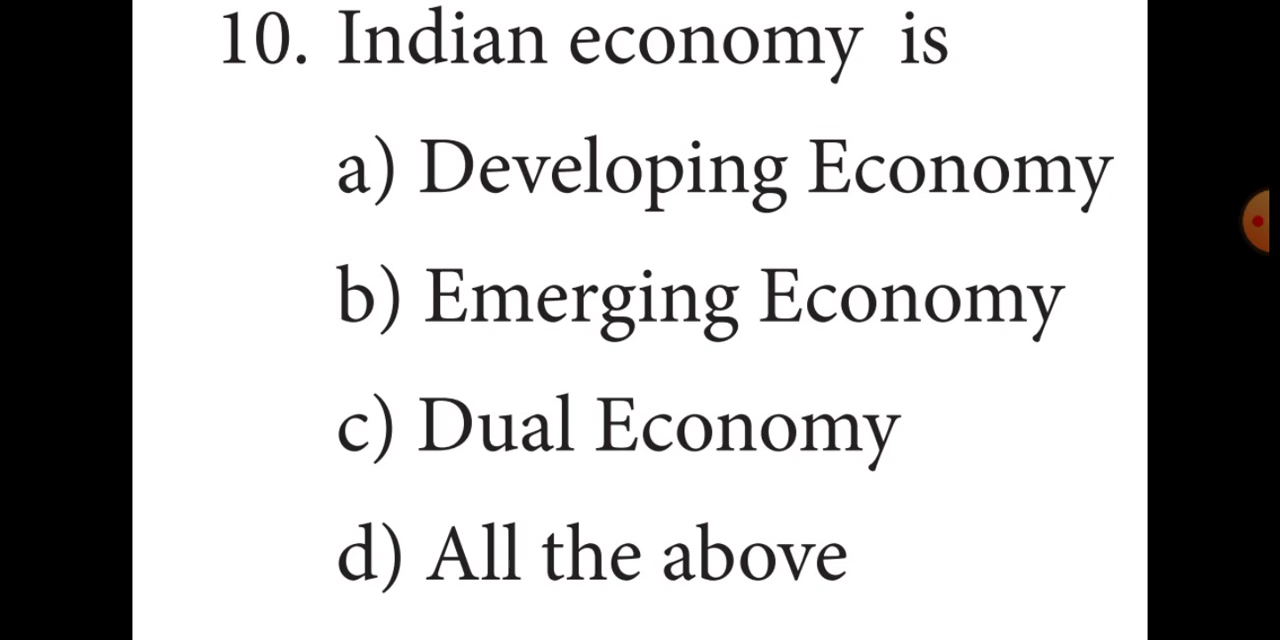 10. Indian economy is
a) Developing Economy
b) Emerging Economy
c) Dual Economy
d) All the above